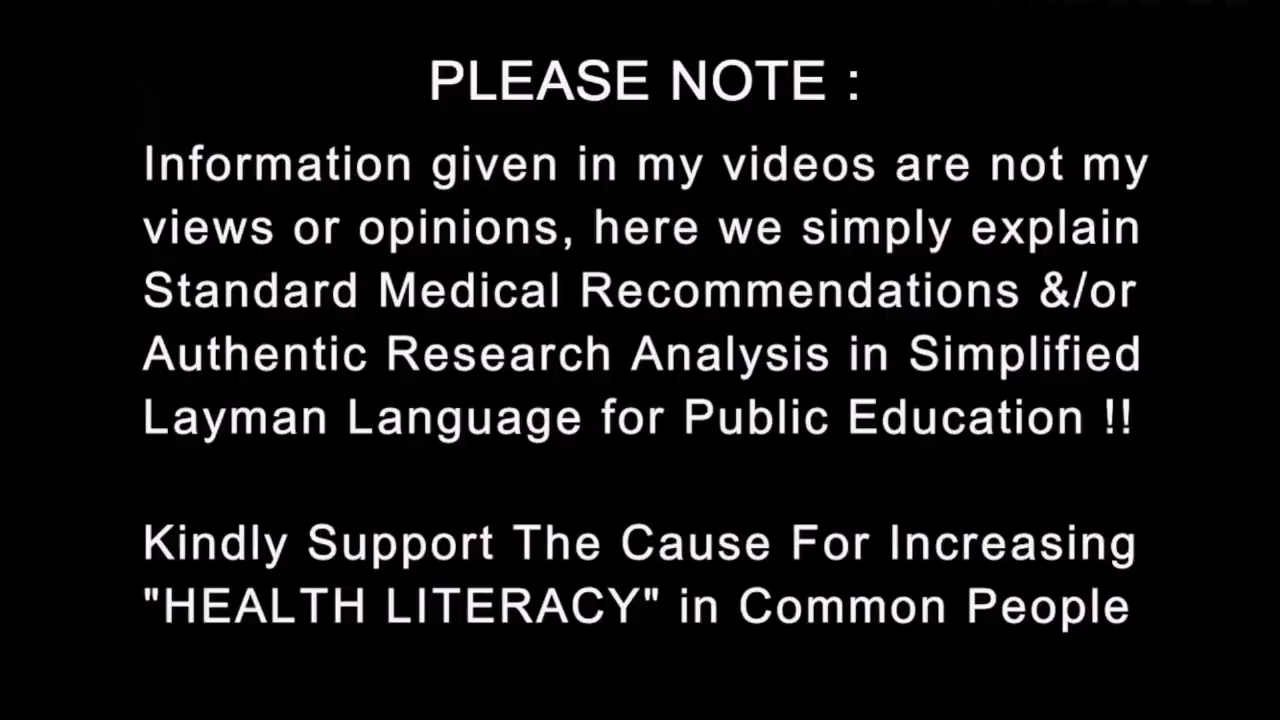 PLEASE NOTE :
Information given in my videos are not my
views or opinions, here we simply explain
Standard Medical Recommendations &/or
Authentic Research Analysis in Simplified
Layman Language for Public Education !!
Kindly Support The Cause For Increasing
"HEALTH LITERACY" in Common People